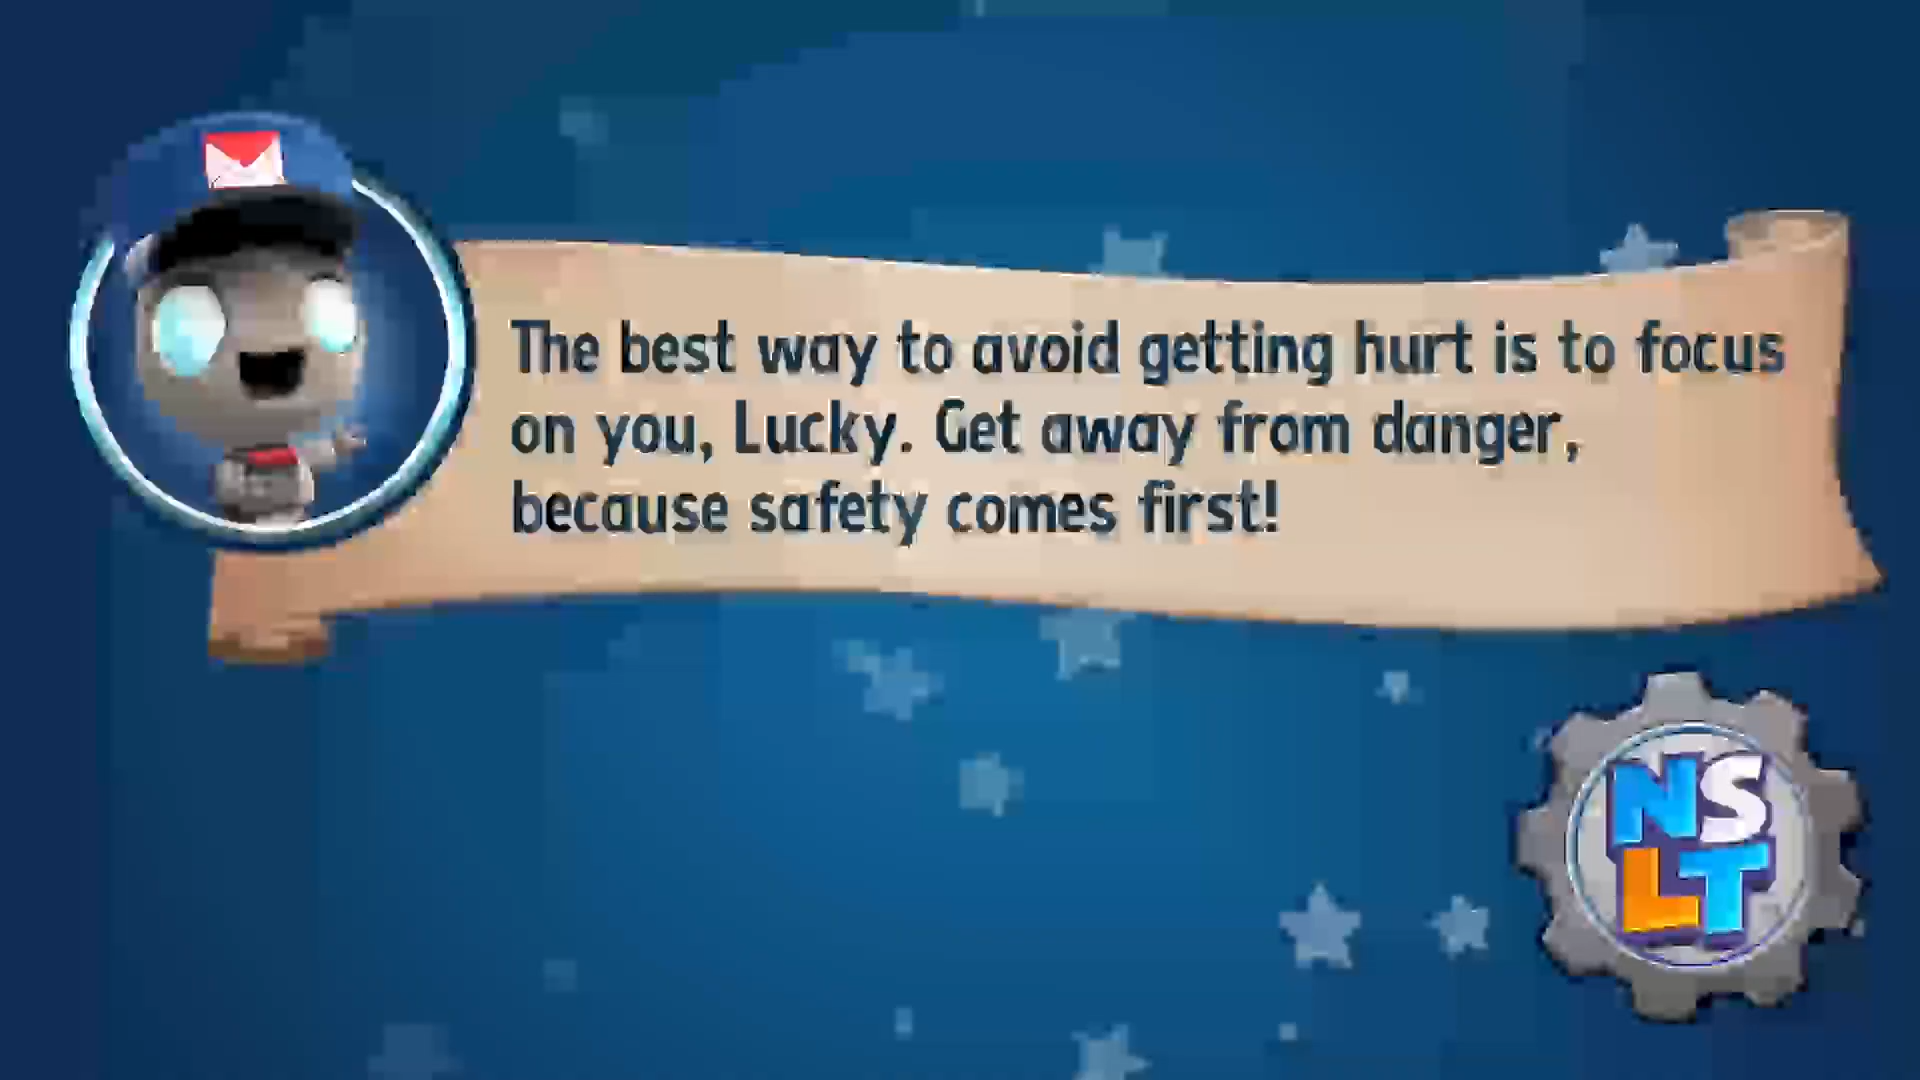 The best way to avoid getting hurt is to focus
on you, Lucky. Get away from danger,
because safety comes first!
NS
LT